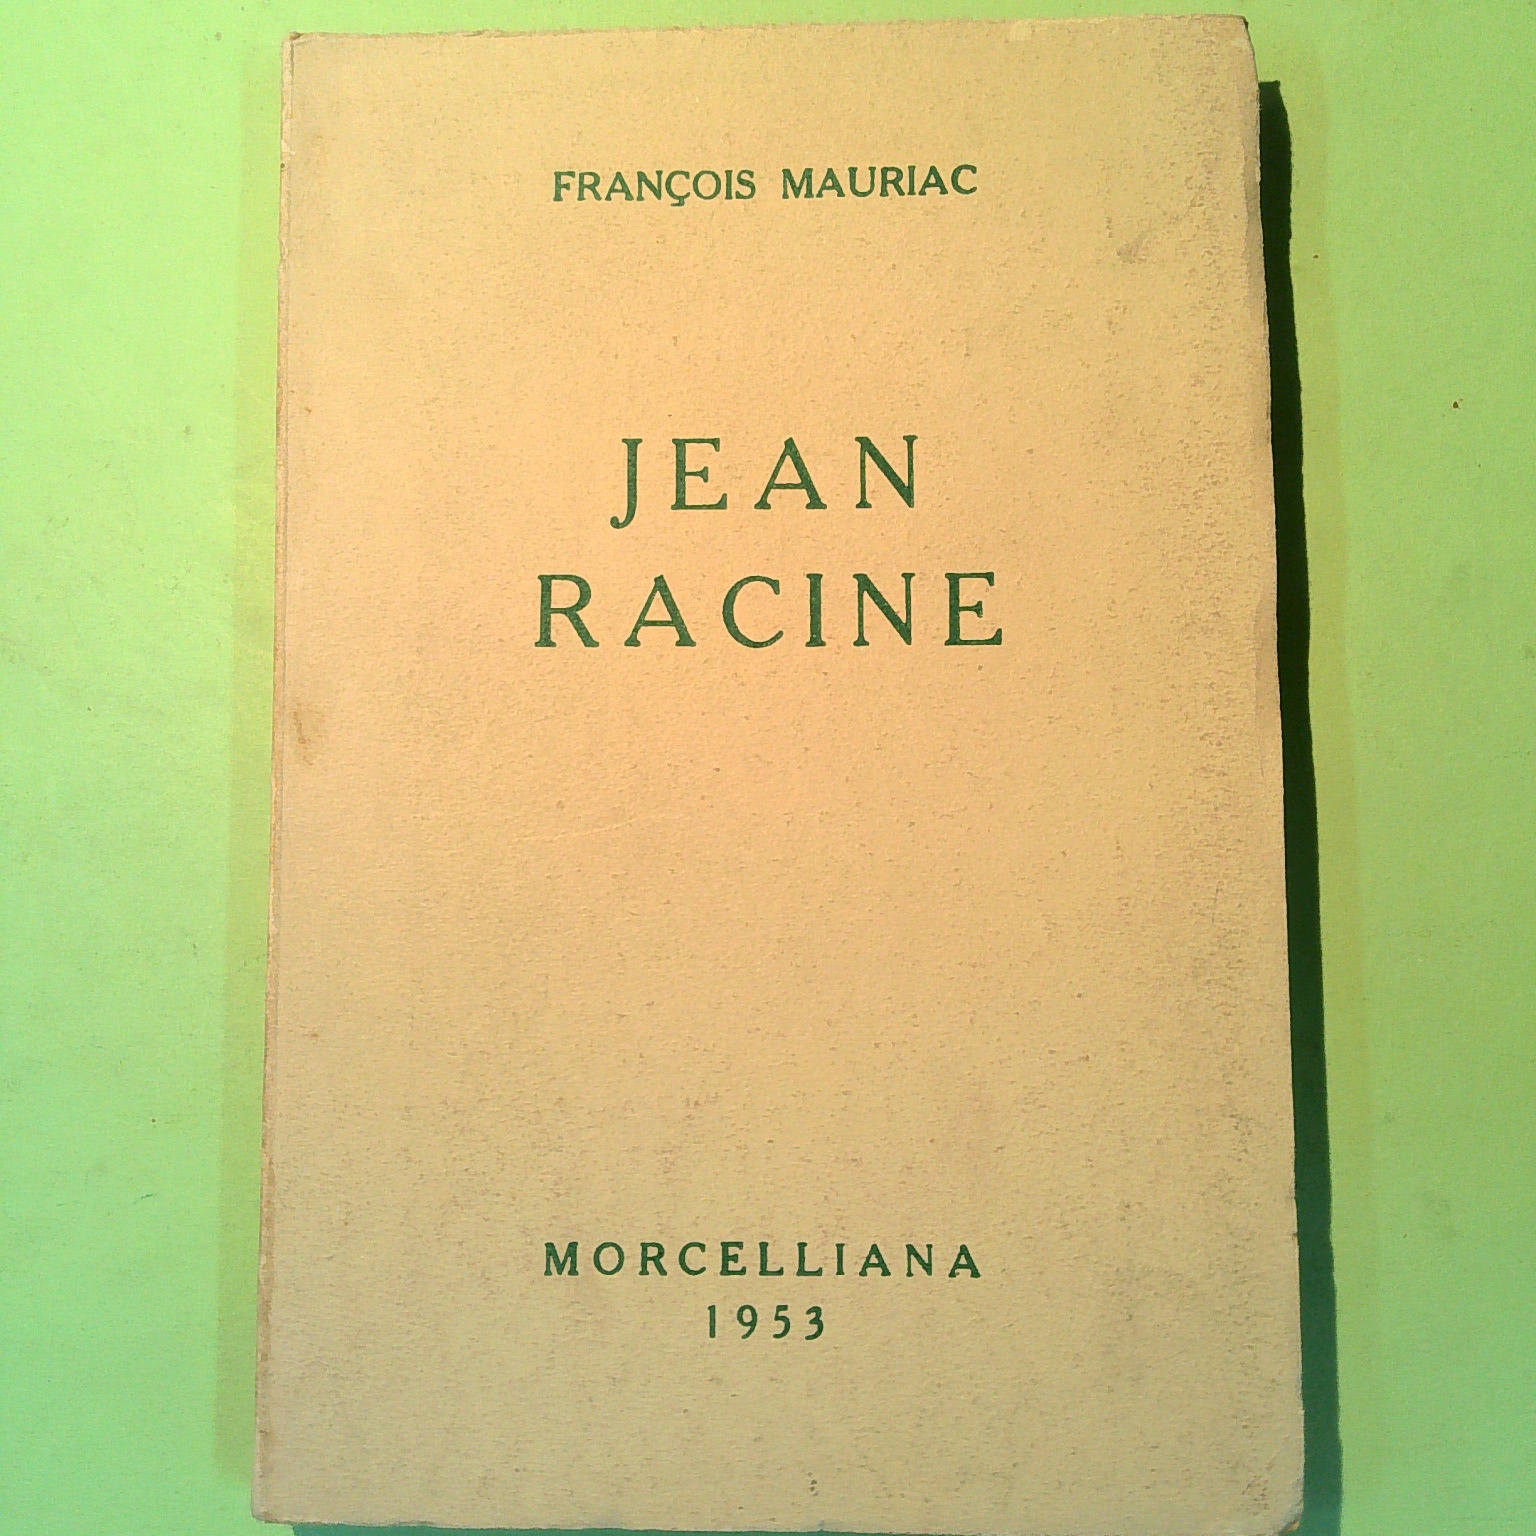 FRANÇOIS MAURIAC
JEAN
RACINE
MORCELLIANA
1953